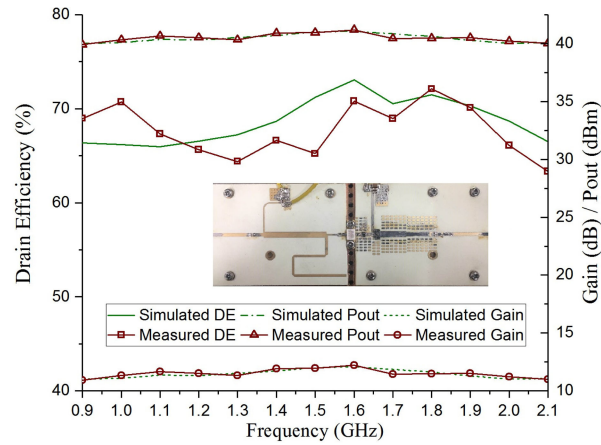 80
70
60
50
40
Drain Efficiency (%)
40
35
30
25
20
15
10
Gain (dB) / Pout (dBm)
Simulated DE Simulated Pout Simulated Gain
Measured DE Measured Pout Measured Gain
0.9 1.0 1.1 1.2 1.3 1.4 1.5 1.6 1.7 1.8 1.9 2.0 2.1
Frequency (GHz)